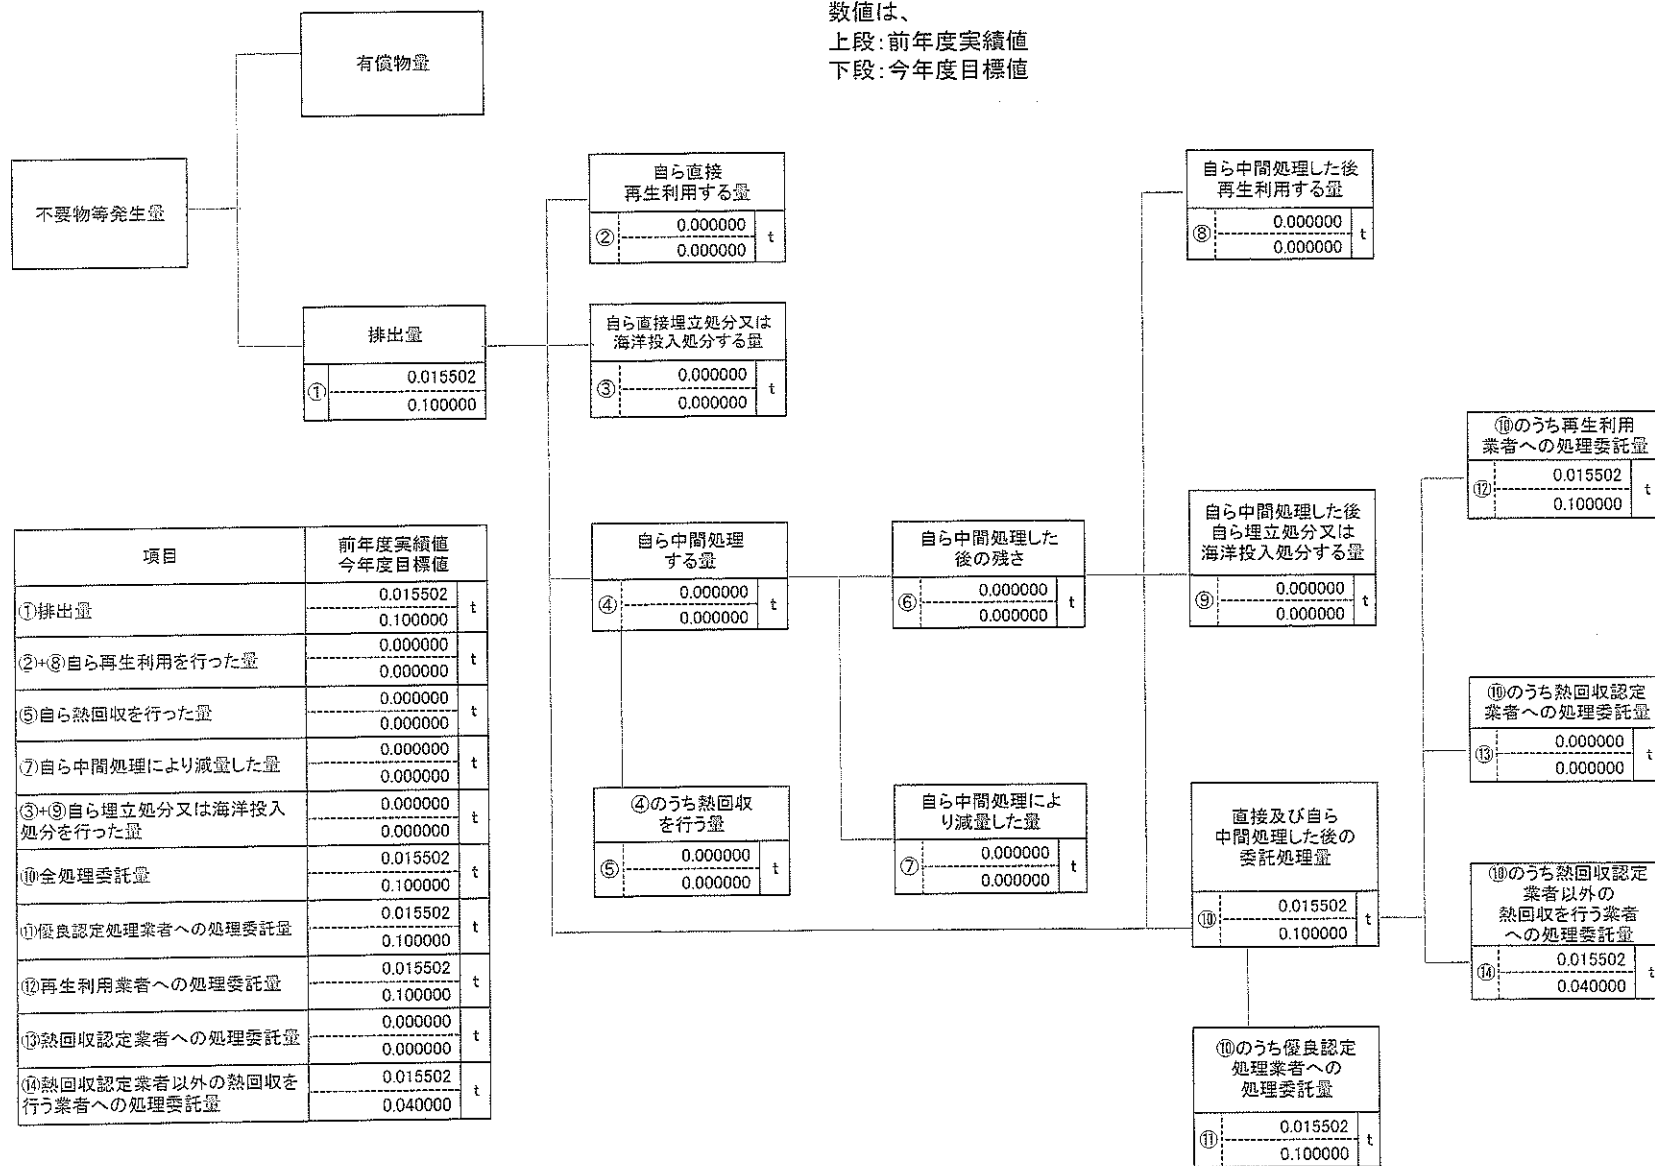 数値は、
上段:前年度実績値
下段:今年度目標値
有償物量
不要物等発生量
排出量
①
0.015502
0.100000
自ら直接
再生利用する量
②
0.000000
0.000000
t
自ら直接埋立処分又は
海洋投入処分する量
③
0.000000
0.000000
t
自ら中間処理
する量
④
0.000000
0.000000
t
④のうち熱回収
を行う量
⑤
0.000000
0.000000
t
自ら中間処理した
後の残さ
⑥
0.000000
0.000000
t
自ら中間処理によ
り減量した量
⑦
0.000000
0.000000
t
自ら中間処理した後
再生利用する量
⑧
0.000000
0.000000
t
自ら中間処理した後
自ら埋立処分又は
海洋投入処分する量
⑨
0.000000
0.000000
t
直接及び自ら
中間処理した後の
委託処理量
⑩
0.015502
0.100000
t
⑩のうち優良認定
処理業者への
処理委託量
⑪
0.015502
0.100000
t
⑩のうち再生利用
業者への処理委託量
⑫
0.015502
0.100000
t
⑩のうち熱回収認定
業者への処理委託量
⑬
0.000000
0.000000
t
⑩のうち熱回収認定
業者以外の
熱回収を行う業者
への処理委託量
⑭
0.015502
0.040000
t
項目
前年度実績値
今年度目標値
①排出量
0.015502
0.100000
t
②+⑧自ら再生利用を行った量
0.000000
0.000000
t
⑤自ら熱回収を行った量
0.000000
0.000000
t
⑦自ら中間処理により減量した量
0.000000
0.000000
t
③+⑨自ら埋立処分又は海洋投入
処分を行った量
0.000000
0.000000
t
⑩全処理委託量
0.015502
0.100000
t
⑪優良認定処理業者への処理委託量
0.015502
0.100000
t
⑫再生利用業者への処理委託量
0.015502
0.100000
t
⑬熱回収認定業者への処理委託量
0.000000
0.000000
t
⑭熱回収認定業者以外の熱回収を
行う業者への処理委託量
0.015502
0.040000
t